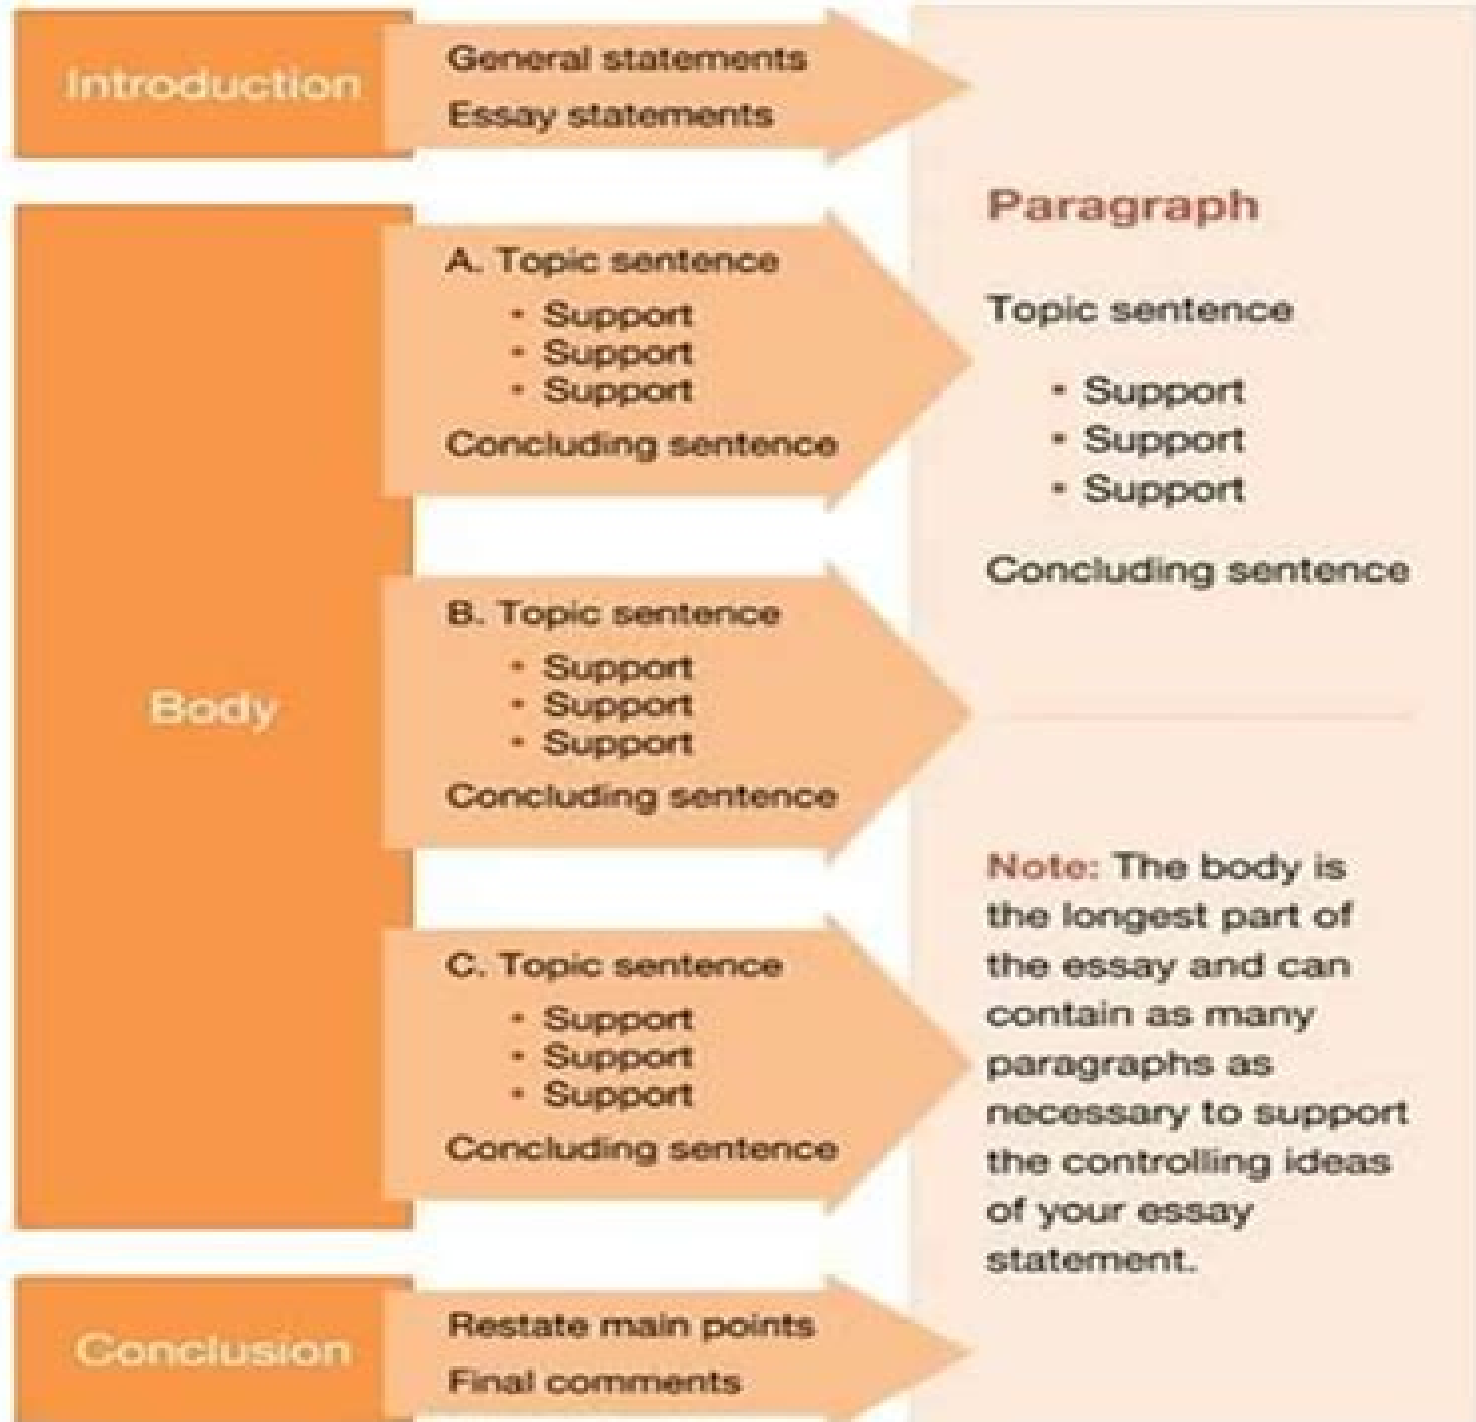 Introduction
General statements
Essay statements
Body
A. Topic sentence
• Support
• Support
• Support
Concluding sentence
B. Topic sentence
• Support
• Support
• Support
Concluding sentence
C. Topic sentence
• Support
• Support
• Support
Concluding sentence
Conclusion
Restate main points
Final comments
Paragraph
Topic sentence
• Support
• Support
• Support
Concluding sentence
Note: The body is
the longest part of
the essay and can
contain as many
paragraphs as
necessary to support
the controlling ideas
of your essay
statement.